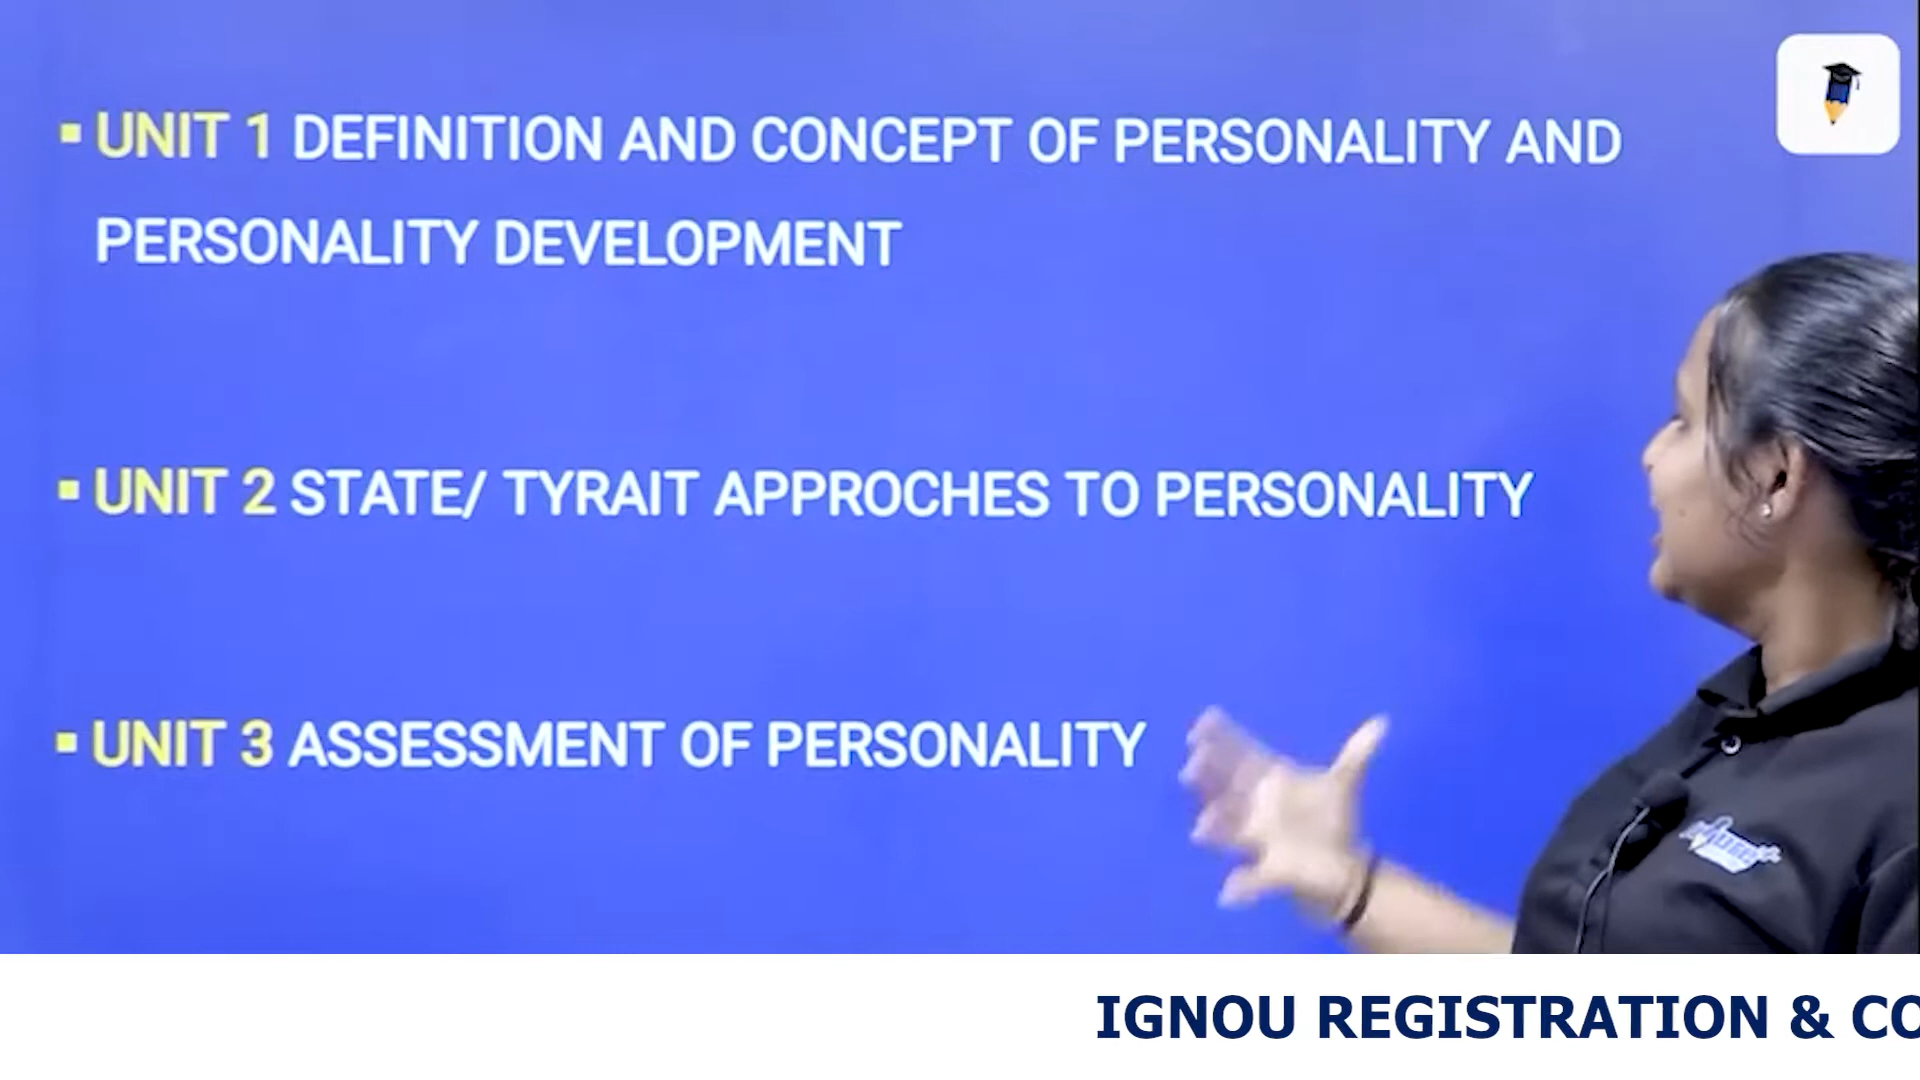 ▪ UNIT 1 DEFINITION AND CONCEPT OF PERSONALITY AND
PERSONALITY DEVELOPMENT
▪ UNIT 2 STATE/ TYRAIT APPROCHES TO PERSONALITY
▪ UNIT 3 ASSESSMENT OF PERSONALITY
IGNOU REGISTRATION & CO